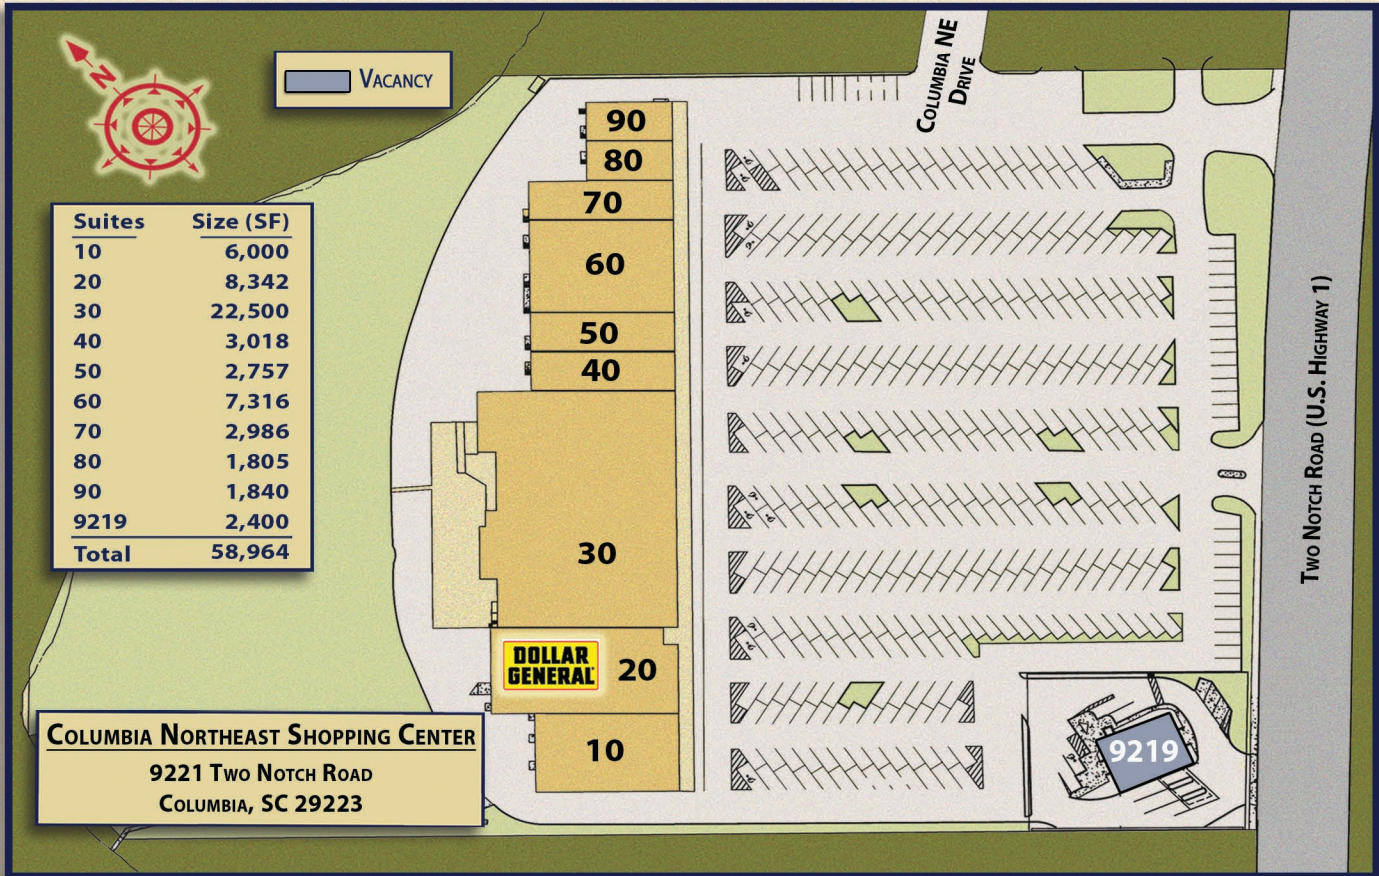 N
VACANCY
COLUMBIA NE
DRIVE
Suites Size (SF)
10 6,000
20 8,342
30 22,500
40 3,018
50 2,757
60 7,316
70 2,986
80 1,805
90 1,840
9219 2,400
Total 58,964
90
80
70
60
50
40
30
DOLLAR
GENERAL
20
10
9219
TWO NOTCH ROAD (U.S. HIGHWAY 1)
COLUMBIA NORTHEAST SHOPPING CENTER
9221 TWO NOTCH ROAD
COLUMBIA, SC 29223